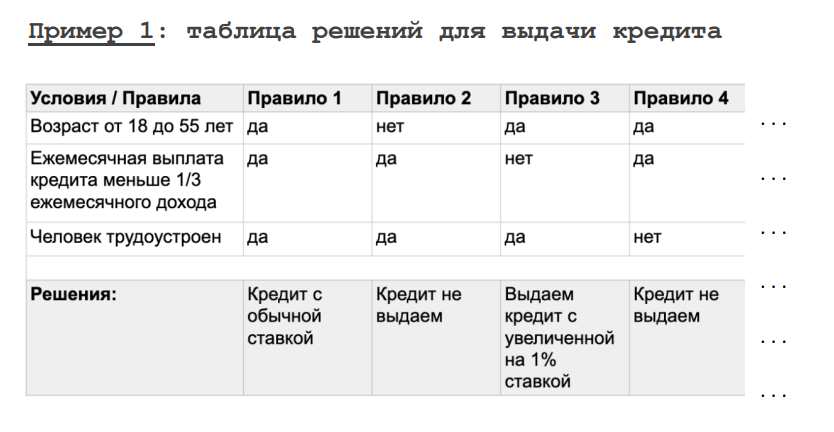 Пример 1: таблица решений для выдачи кредита
Условия / Правила Правило 1 Правило 2 Правило 3 Правило 4
Возраст от 18 до 55 лет да нет да да
. . .
Ежемесячная выплата
кредита меньше 1/3
ежемесячного дохода
да да нет да
. . .
Человек трудоустроен да да да нет
. . .
Решения:
Кредит с
обычной
ставкой
Кредит не
выдаем
Выдаем
кредит с
увеличенной
на 1%
ставкой
Кредит не
выдаем
. . .
. . .
. . .